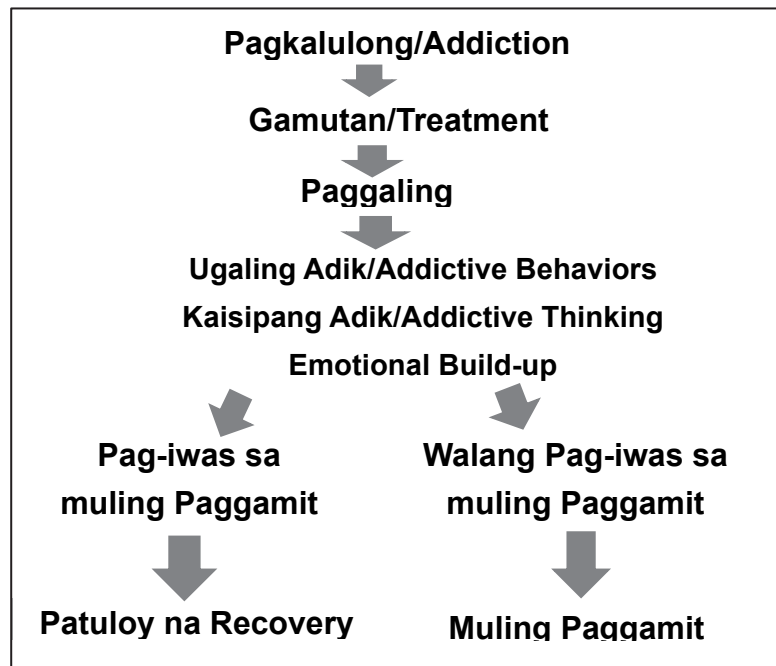 Pagkalulong/Addiction
Gamutan/Treatment
Paggaling
Ugaling Adik/Addictive Behaviors
Kaisipang Adik/Addictive Thinking
Emotional Build-up
Pag-iwas sa
muling Paggamit
Walang Pag-iwas sa
muling Paggamit
Patuloy na Recovery
Muling Paggamit